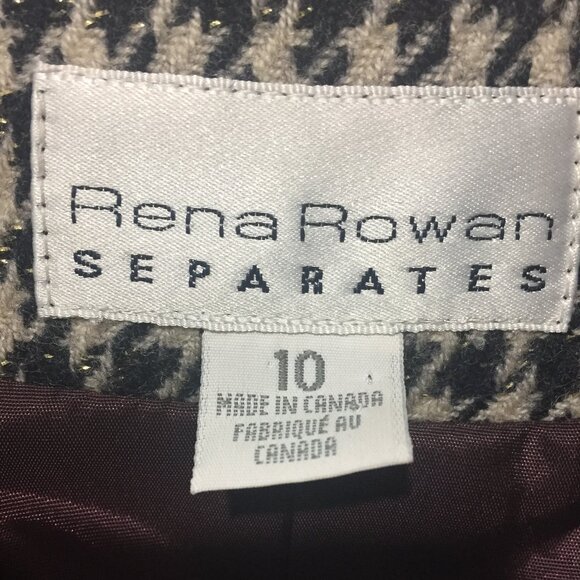 Rena Rowan
SEPARATES
10
MADE IN CANADA
FABRIQUÉ AU
CANADA